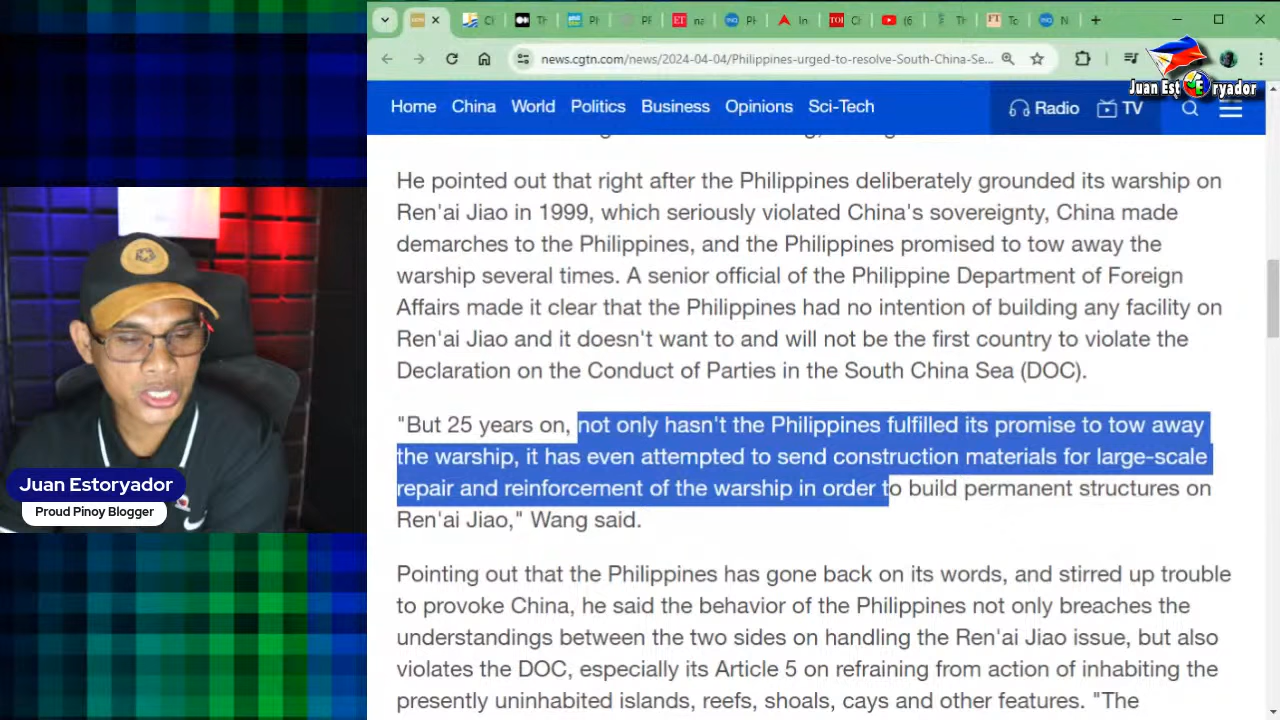 news.cgtn.com/news/2024-04-04/Philippines-urged-to-resolve-South-China-Se...
Juan Est ryador
Home China World Politics Business Opinions Sci-Tech Radio TV
He pointed out that right after the Philippines deliberately grounded its warship on
Ren'ai Jiao in 1999, which seriously violated China's sovereignty, China made
demarches to the Philippines, and the Philippines promised to tow away the
warship several times. A senior official of the Philippine Department of Foreign
Affairs made it clear that the Philippines had no intention of building any facility on
Ren'ai Jiao and it doesn't want to and will not be the first country to violate the
Declaration on the Conduct of Parties in the South China Sea (DOC).
"But 25 years on, not only hasn't the Philippines fulfilled its promise to tow away
the warship, it has even attempted to send construction materials for large-scale
repair and reinforcement of the warship in order to build permanent structures on
Ren'ai Jiao," Wang said.
Pointing out that the Philippines has gone back on its words, and stirred up trouble
to provoke China, he said the behavior of the Philippines not only breaches the
understandings between the two sides on handling the Ren'ai Jiao issue, but also
violates the DOC, especially its Article 5 on refraining from action of inhabiting the
presently uninhabited islands, reefs, shoals, cays and other features. "The
Juan Estoryador
Proud Pinoy Blogger